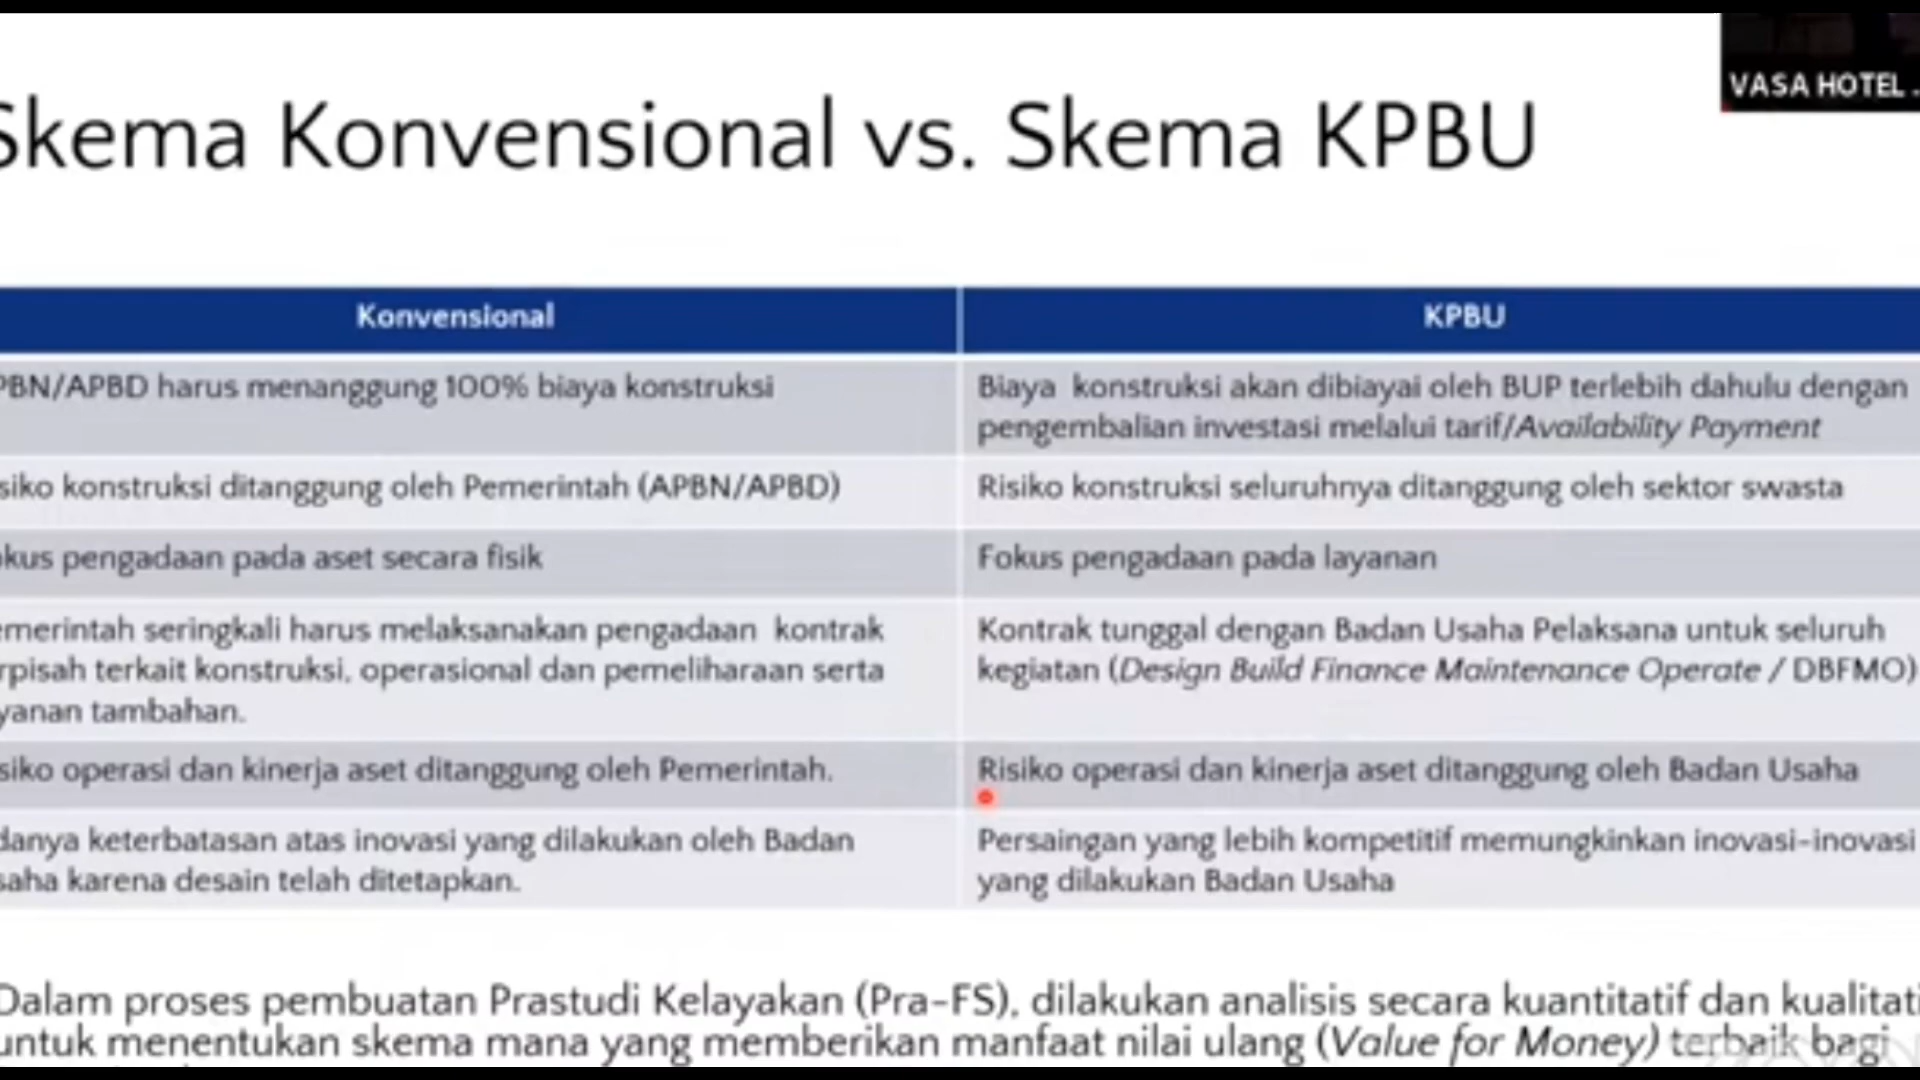 VASA HOTEL ..
Skema Konvensional vs. Skema KPBU
Konvensional
KPBU
PBN/APBD harus menanggung 100% biaya konstruksi
Biaya konstruksi akan dibiayai oleh BUP terlebih dahulu dengan
pengembalian investasi melalui tarif/Availability Payment
siko konstruksi ditanggung oleh Pemerintah (APBN/APBD)
Risiko konstruksi seluruhnya ditanggung oleh sektor swasta
okus pengadaan pada aset secara fisik
Fokus pengadaan pada layanan
emerintah seringkali harus melaksanakan pengadaan kontrak
rpisah terkait konstruksi, operasional dan pemeliharaan serta
yanan tambahan.
Kontrak tunggal dengan Badan Usaha Pelaksana untuk seluruh
kegiatan (Design Build Finance Maintenance Operate / DBFMO)
siko operasi dan kinerja aset ditanggung oleh Pemerintah.
Risiko operasi dan kinerja aset ditanggung oleh Badan Usaha
danya keterbatasan atas inovasi yang dilakukan oleh Badan
saha karena desain telah ditetapkan.
Persaingan yang lebih kompetitif memungkinkan inovasi-inovasi
yang dilakukan Badan Usaha
Dalam proses pembuatan Prastudi Kelayakan (Pra-FS), dilakukan analisis secara kuantitatif dan kualitati
untuk menentukan skema mana yang memberikan manfaat nilai ulang (Value for Money) terbaik bagi